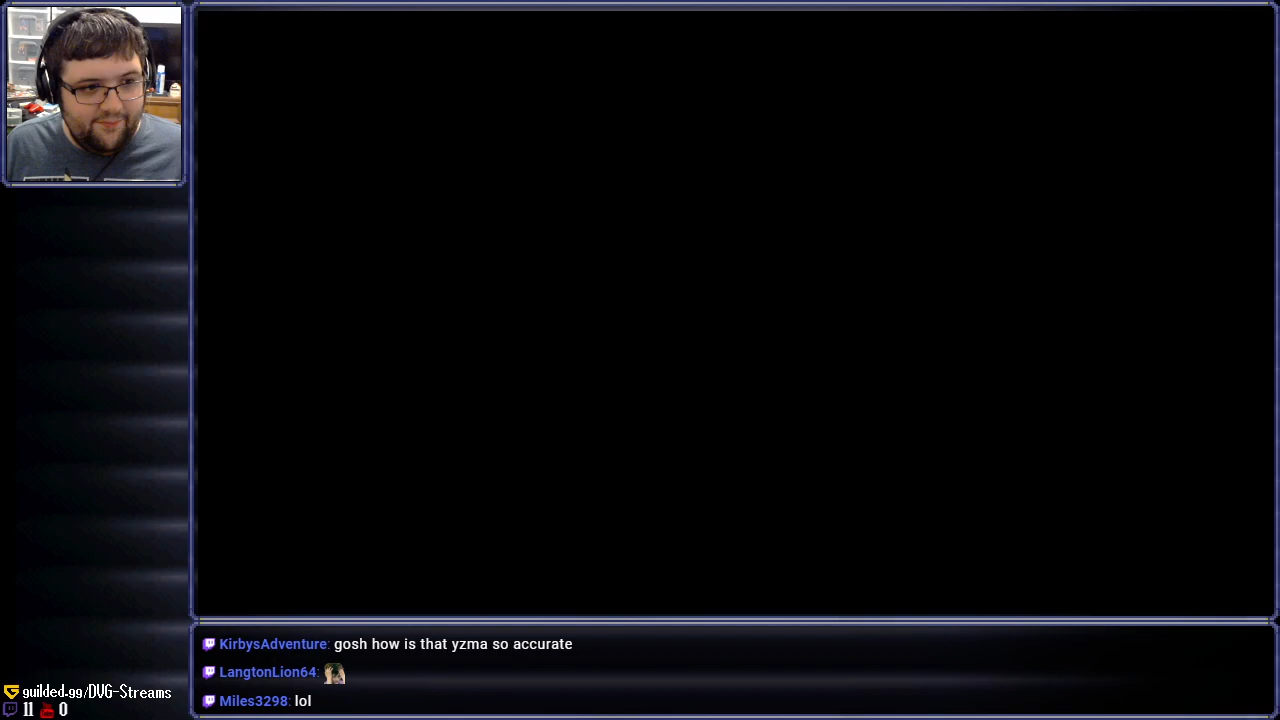 KirbysAdventure: gosh how is that yzma so accurate
LangtonLion64:
Miles3298: lol
guilded.gg/DVG-Streams
11 0